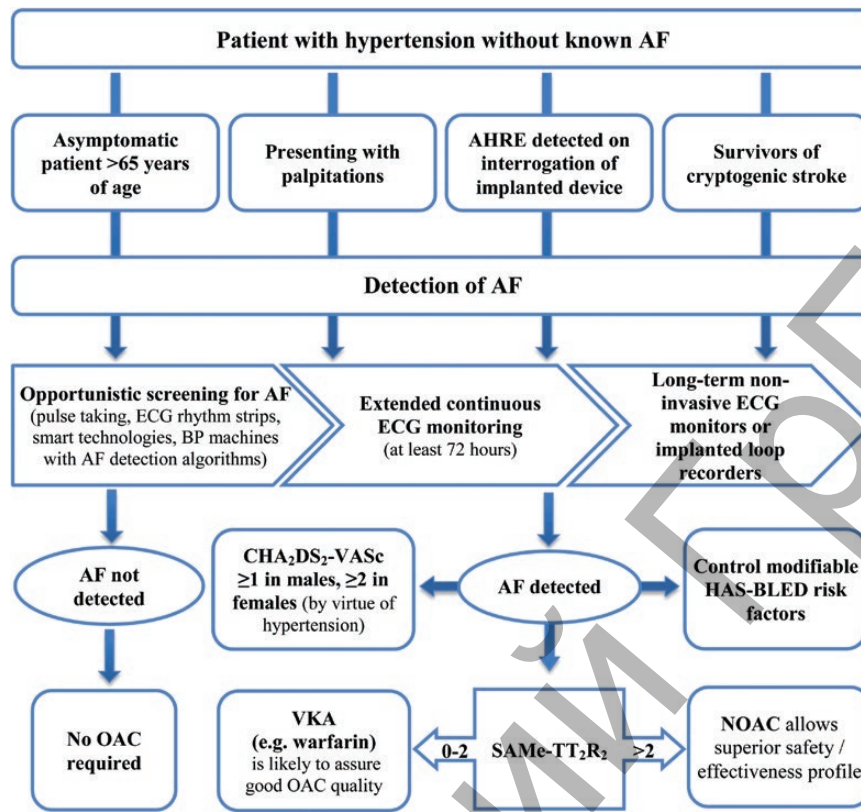 Patient with hypertension without known AF
Asymptomatic
patient >65 years
of age
Presenting with
palpitations
AHRE detected on
interrogation of
implanted device
Survivors of
cryptogenic stroke
Detection of AF
Opportunistic screening for AF
(pulse taking, ECG rhythm strips,
smart technologies, BP machines
with AF detection algorithms)
Extended continuous
ECG monitoring
(at least 72 hours)
Long-term non-
invasive ECG
monitors or
implanted loop
recorders
AF not
detected
CHA₂DS₂-VASc
≥1 in males, ≥2 in
females (by virtue of
hypertension)
AF detected
Control modifiable
HAS-BLED risk
factors
No OAC
required
VKA
(e.g. warfarin)
is likely to assure
good OAC quality
0-2
SAMe-TT₂R₂
>2
NOAC allows
superior safety /
effectiveness profile